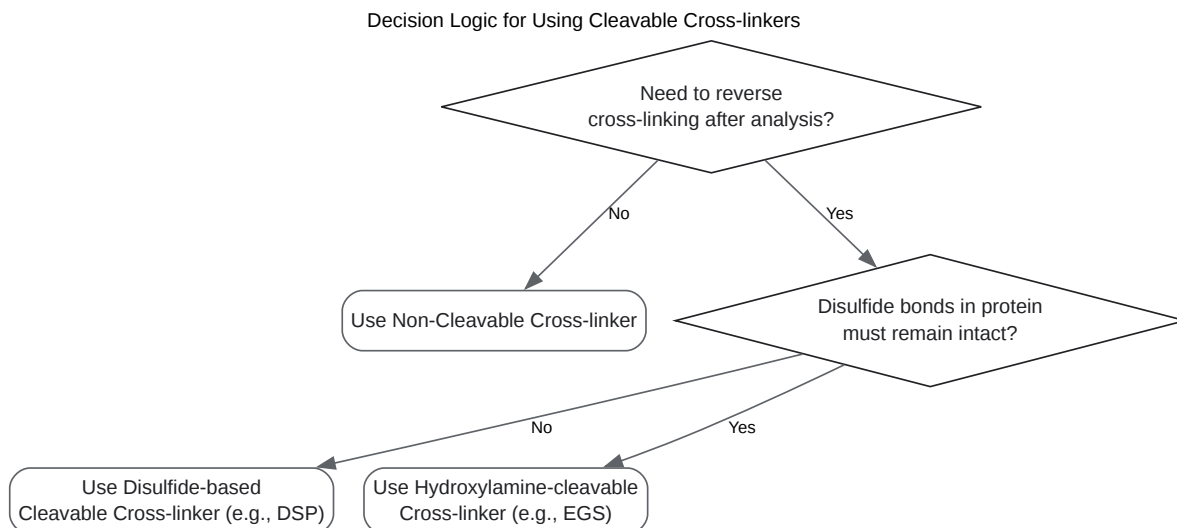 Decision Logic for Using Cleavable Cross-linkers
Need to reverse
cross-linking after analysis?
No
Yes
Use Non-Cleavable Cross-linker
Disulfide bonds in protein
must remain intact?
No
Yes
Use Disulfide-based
Cleavable Cross-linker (e.g., DSP)
Use Hydroxylamine-cleavable
Cross-linker (e.g., EGS)